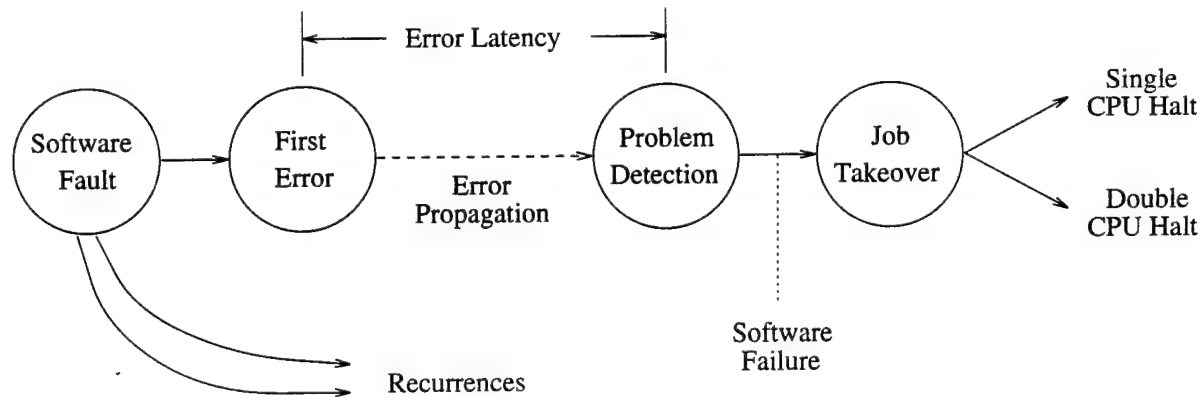 Error Latency
Software
Fault
First
Error
Error
Propagation
Problem
Detection
Job
Takeover
Single
CPU Halt
Double
CPU Halt
Software
Failure
Recurrences